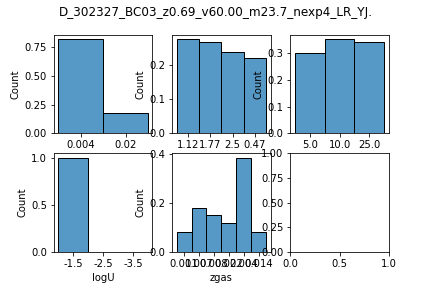 D_302327_BC03_z0.69_v60.00_m23.7_nexp4_LR_YJ.
Count
0.75
0.50
0.25
0.00
0.004 0.02
Count
0.2
0.1
0.0
1.12 1.77 2.5 0.47
Count
0.3
0.2
0.1
0.0
5.0 10.0 25.0
Count
1.0
0.5
0.0
-1.5 -2.5 -3.5
logU
Count
0.4
0.2
0.0
zgas
1.00
0.75
0.50
0.25
0.00
0.0 0.5 1.0